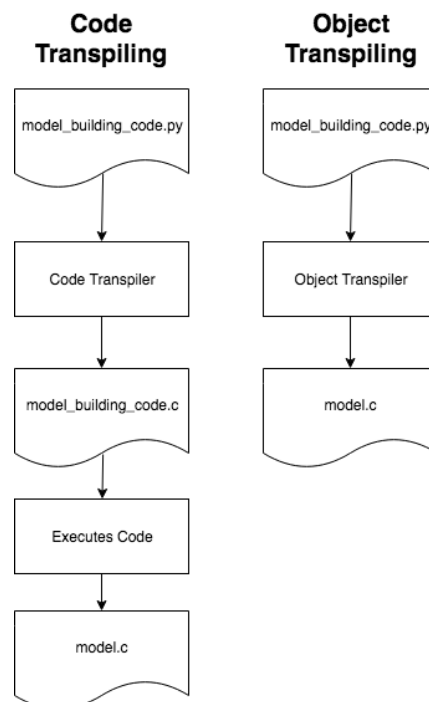 Code
Transpiling
model_building_code.py
Code Transpiler
model_building_code.c
Executes Code
model.c
Object
Transpiling
model_building_code.py
Object Transpiler
model.c